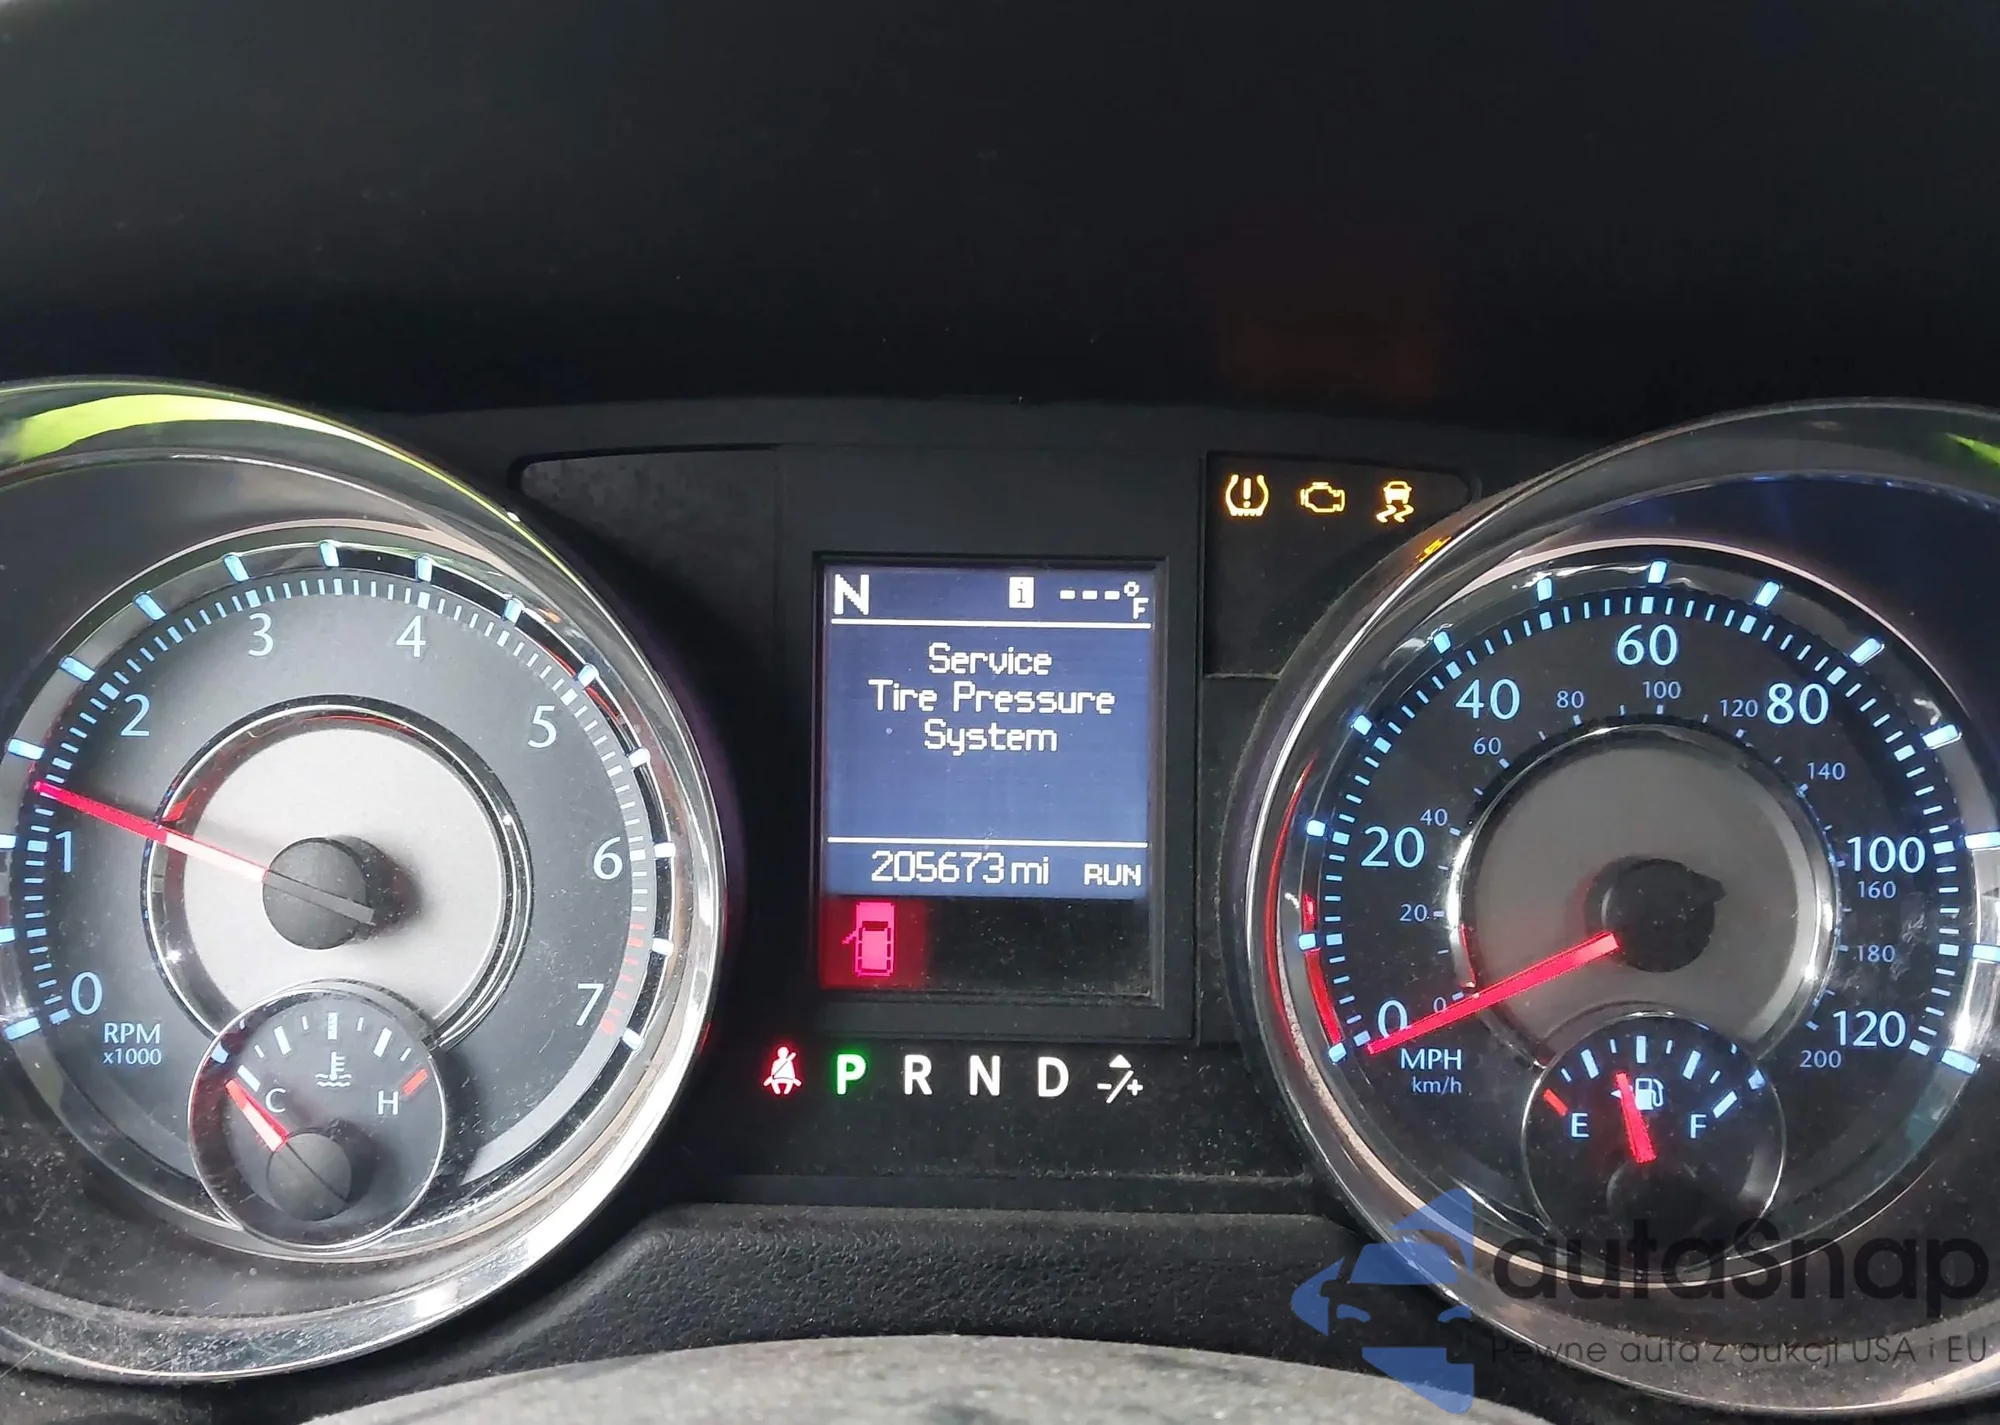 N i ---°F
Service
Tire Pressure
System
205673 mi RUN
P R N D -/+
0 1 2 3 4 5 6 7
RPM
x1000
C H
0 20 40 60 80 100 120
0 20 40 60 80 100 120 140 160 180 200
MPH
km/h
E F
autaSnap
Pewne auta z aukcji USA i EU